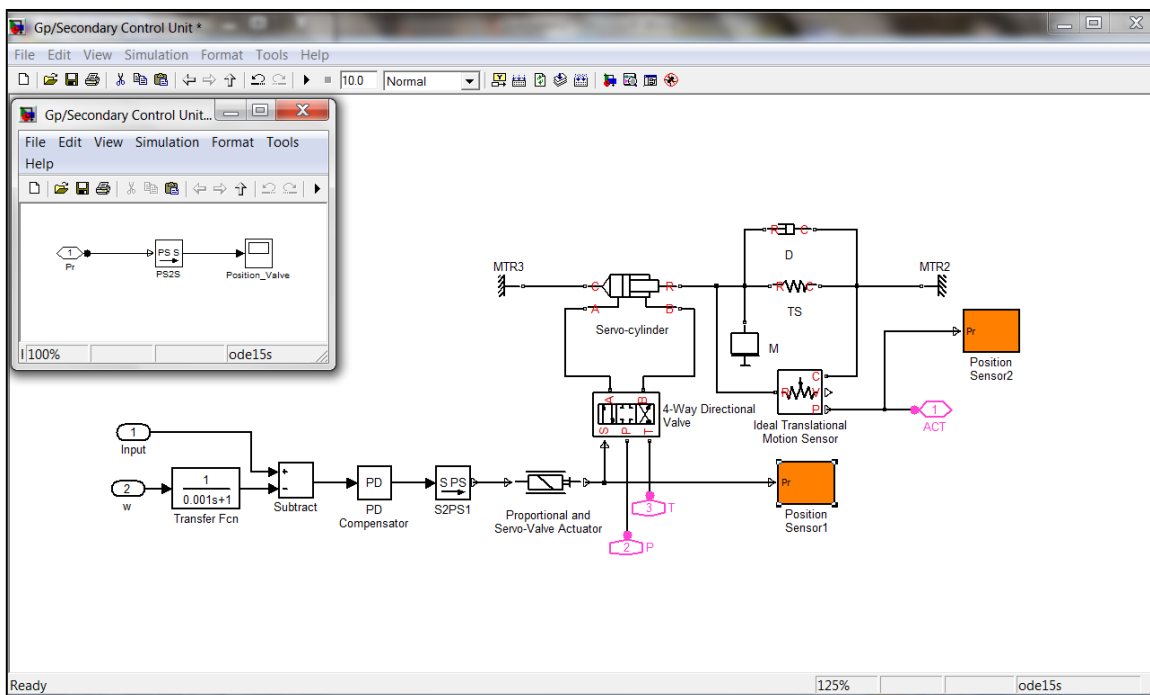 Gp/Secondary Control Unit *
File Edit View Simulation Format Tools Help
10.0 Normal
Gp/Secondary Control Unit...
File Edit View Simulation Format Tools
Help
1
Pr
PS S
PS2S
Position_Valve
100% ode15s
MTR3
C
R
A
B
Servo-cylinder
R C
D
R C
TS
M
MTR2
R
C
V
P
Ideal Translational
Motion Sensor
Pr
Position
Sensor2
1
ACT
A
B
S
P
T
4-Way Directional
Valve
1
Input
2
w
1
0.001s+1
Transfer Fcn
+
-
Subtract
PD
PD
Compensator
S PS
S2PS1
Proportional and
Servo-Valve Actuator
3 T
2 P
Pr
Position
Sensor1
Ready 125% ode15s